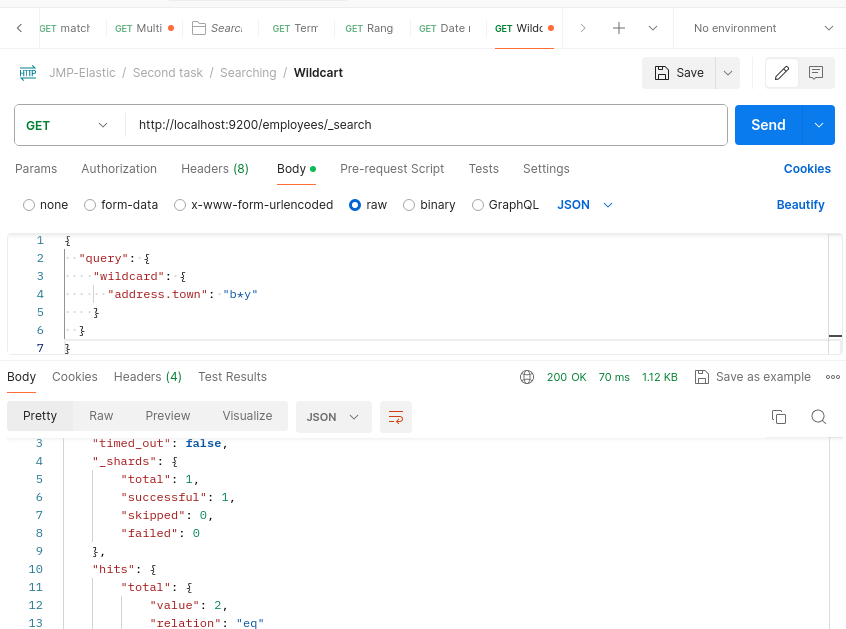 GET match GET Multi Searc GET Term GET Rang GET Date r GET Wildc No environment
HTTP JMP-Elastic / Second task / Searching / Wildcart Save
GET http://localhost:9200/employees/_search Send
Params Authorization Headers (8) Body Pre-request Script Tests Settings Cookies
none form-data x-www-form-urlencoded raw binary GraphQL JSON Beautify
1 {
2 "query": {
3 "wildcard": {
4 "address.town": "b*y"
5 }
6 }
7 }
Body Cookies Headers (4) Test Results 200 OK 70 ms 1.12 KB Save as example
Pretty Raw Preview Visualize JSON
3 "timed_out": false,
4 "_shards": {
5 "total": 1,
6 "successful": 1,
7 "skipped": 0,
8 "failed": 0
9 },
10 "hits": {
11 "total": {
12 "value": 2,
13 "relation": "eq"